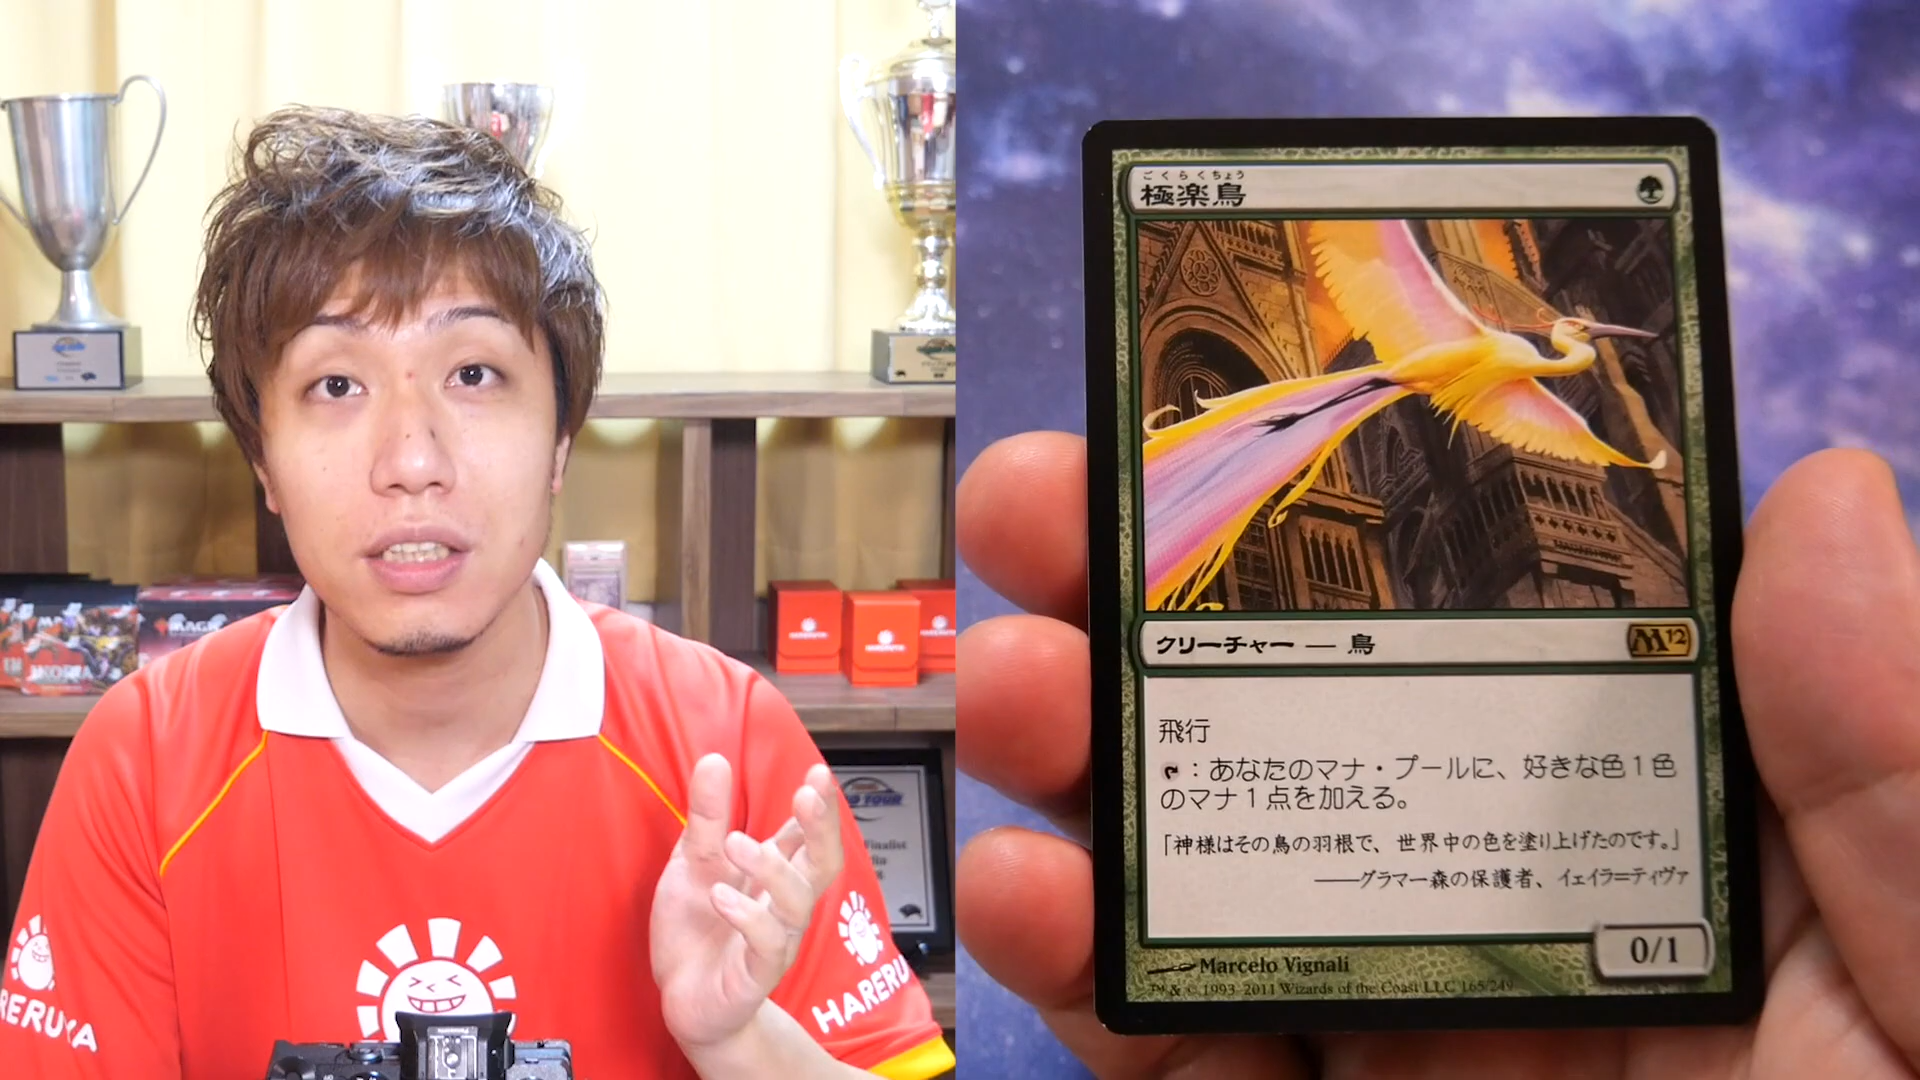 HARERUYA
IKORIA
MAGIC
TOUR
Finalist
HARERU
ごくらくちょう
極楽鳥
クリーチャー — 鳥
M12
飛行
：あなたのマナ・プールに、好きな色1色
のマナ1点を加える。
「神様はその鳥の羽根で、世界中の色を塗り上げたのです。」
——グラマー森の保護者、イェイラ=ティヴァ
0/1
Marcelo Vignali
™ & © 1993–2011 Wizards of the Coast LLC 165/249